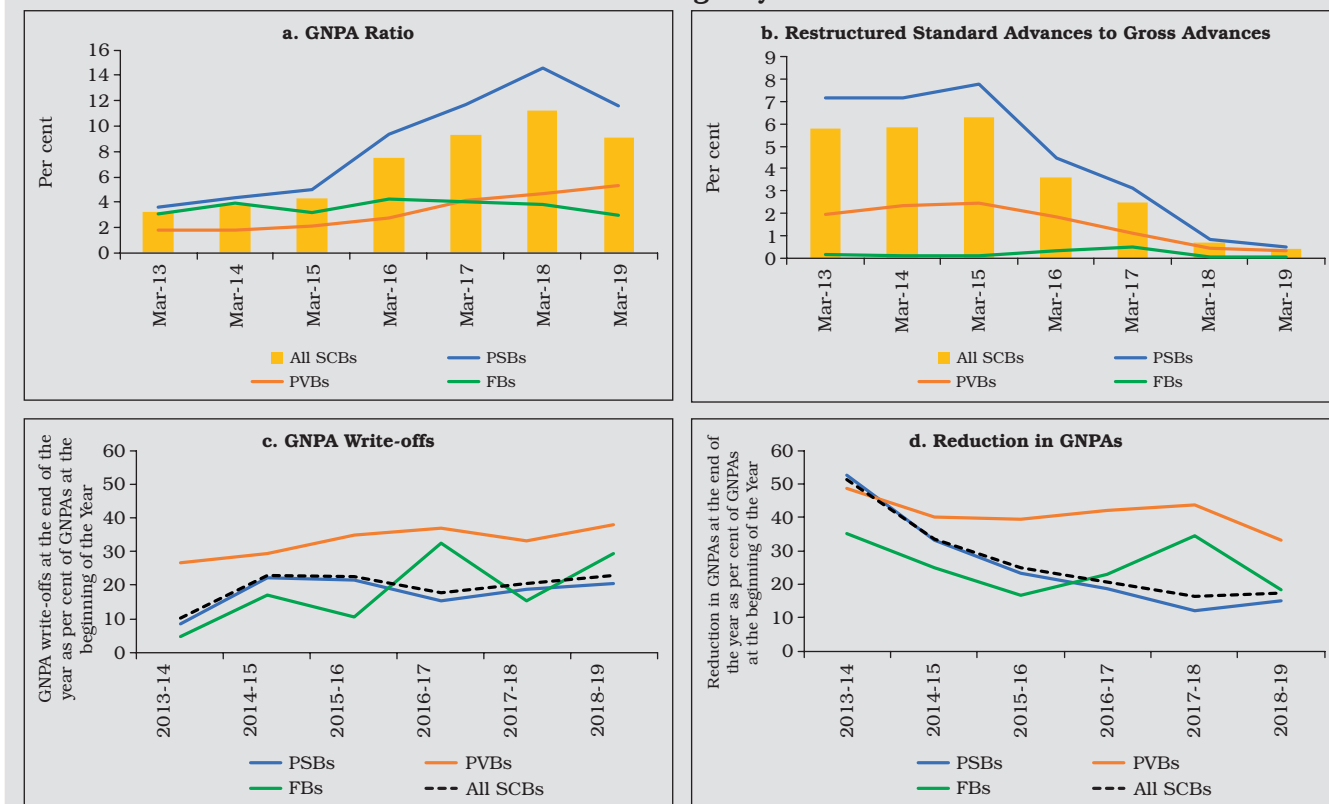 a. GNPA Ratio
Per cent
16
14
12
10
8
6
4
2
0
Mar-13
Mar-14
Mar-15
Mar-16
Mar-17
Mar-18
Mar-19
All SCBs
PSBs
PVBs
FBs
b. Restructured Standard Advances to Gross Advances
Per cent
9
8
7
6
5
4
3
2
1
0
Mar-13
Mar-14
Mar-15
Mar-16
Mar-17
Mar-18
Mar-19
All SCBs
PSBs
PVBs
FBs
c. GNPA Write-offs
GNPA write-offs at the end of the
year as per cent of GNPAs at the
beginning of the Year
60
50
40
30
20
10
0
2013-14
2014-15
2015-16
2016-17
2017-18
2018-19
PSBs
PVBs
FBs
All SCBs
d. Reduction in GNPAs
Reduction in GNPAs at the end of
the year as per cent of GNPAs
at the beginning of the Year
60
50
40
30
20
10
0
2013-14
2014-15
2015-16
2016-17
2017-18
2018-19
PSBs
PVBs
FBs
All SCBs